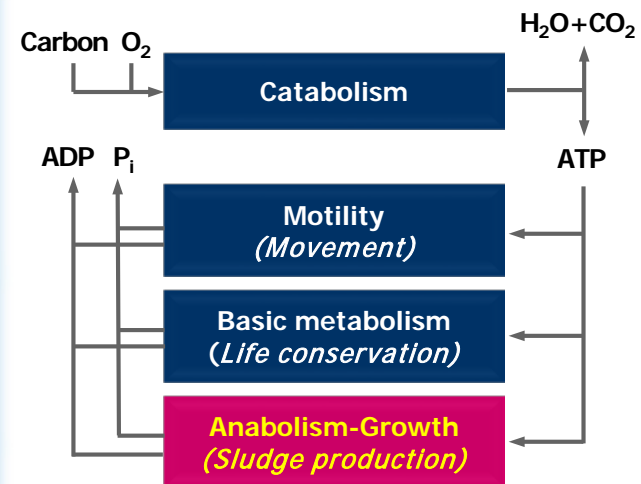 H₂O+CO₂
Carbon O₂
Catabolism
ADP Pᵢ
ATP
Motility
(Movement)
Basic metabolism
(Life conservation)
Anabolism-Growth
(Sludge production)